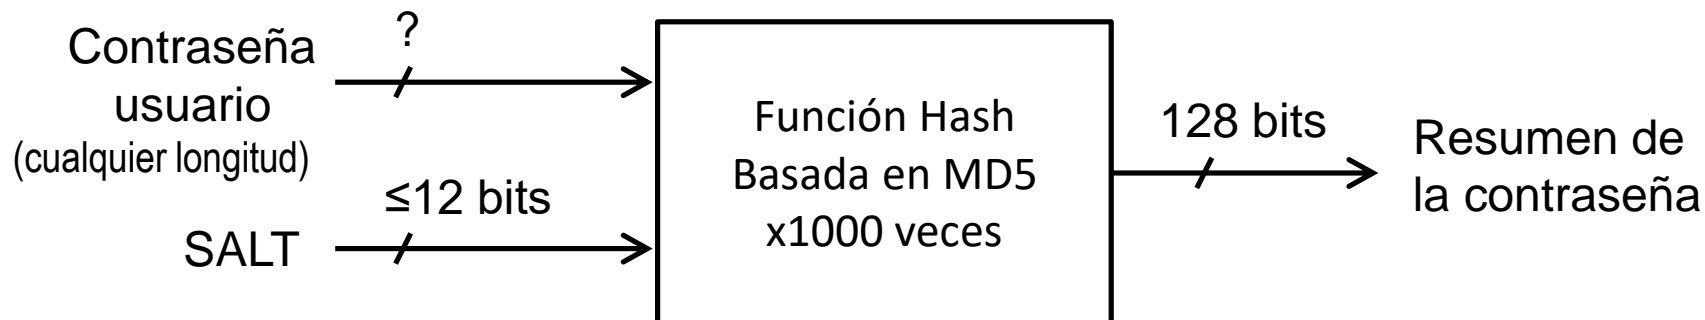 Contraseña
usuario
(cualquier longitud)
?
≤12 bits
SALT
Función Hash
Basada en MD5
x1000 veces
128 bits
Resumen de
la contraseña